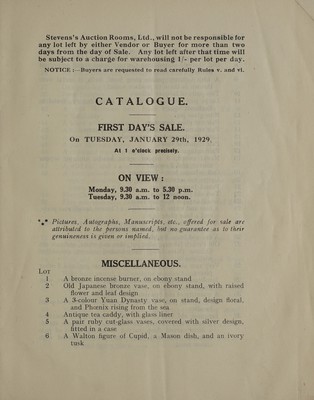 Stevens's Auction Rooms, Ltd., will not be responsible for
any lot left by either Vendor or Buyer for more than two
days from the day of Sale. Any lot left after that time will
be subject to a charge for warehousing 1/- per lot per day.
NOTICE :—Buyers are requested to read carefully Rules v. and vi.
CATALOGUE.
FIRST DAY'S SALE.
On TUESDAY, JANUARY 29th, 1929,
At 1 o'clock precisely.
ON VIEW :
Monday, 9.30 a.m. to 5.30 p.m.
Tuesday, 9.30 a.m. to 12 noon.
*** Pictures, Autographs, Manuscripts, etc., offered for sale are
attributed to the persons named, but no guarantee as to their
genuineness is given or implied.
MISCELLANEOUS.
LOT
1 A bronze incense burner, on ebony stand
2 Old Japanese bronze vase, on ebony stand, with raised
flower and leaf design
3 A 3-colour Yuan Dynasty vase, on stand, design floral,
and Phoenix rising from the sea
4 Antique tea caddy, with glass liner
5 A pair ruby cut-glass vases, covered with silver design,
fitted in a case
6 A Walton figure of Cupid, a Mason dish, and an ivory
tusk